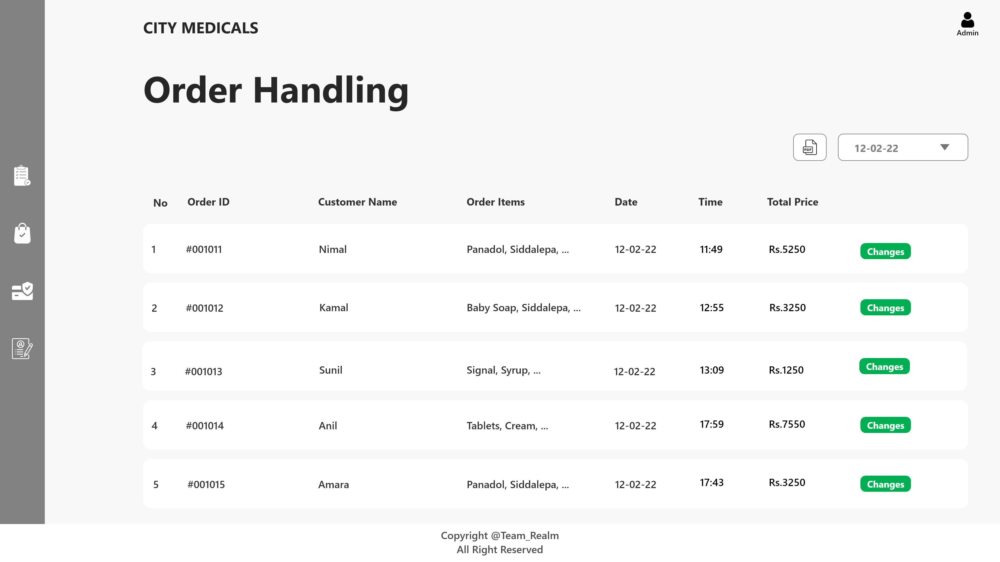 CITY MEDICALS
Admin
Order Handling
PDF
12-02-22
No Order ID Customer Name Order Items Date Time Total Price
1 #001011 Nimal Panadol, Siddalepa, ... 12-02-22 11:49 Rs.5250 Changes
2 #001012 Kamal Baby Soap, Siddalepa, ... 12-02-22 12:55 Rs.3250 Changes
3 #001013 Sunil Signal, Syrup, ... 12-02-22 13:09 Rs.1250 Changes
4 #001014 Anil Tablets, Cream, ... 12-02-22 17:59 Rs.7550 Changes
5 #001015 Amara Panadol, Siddalepa, ... 12-02-22 17:43 Rs.3250 Changes
Copyright @Team_Realm
All Right Reserved